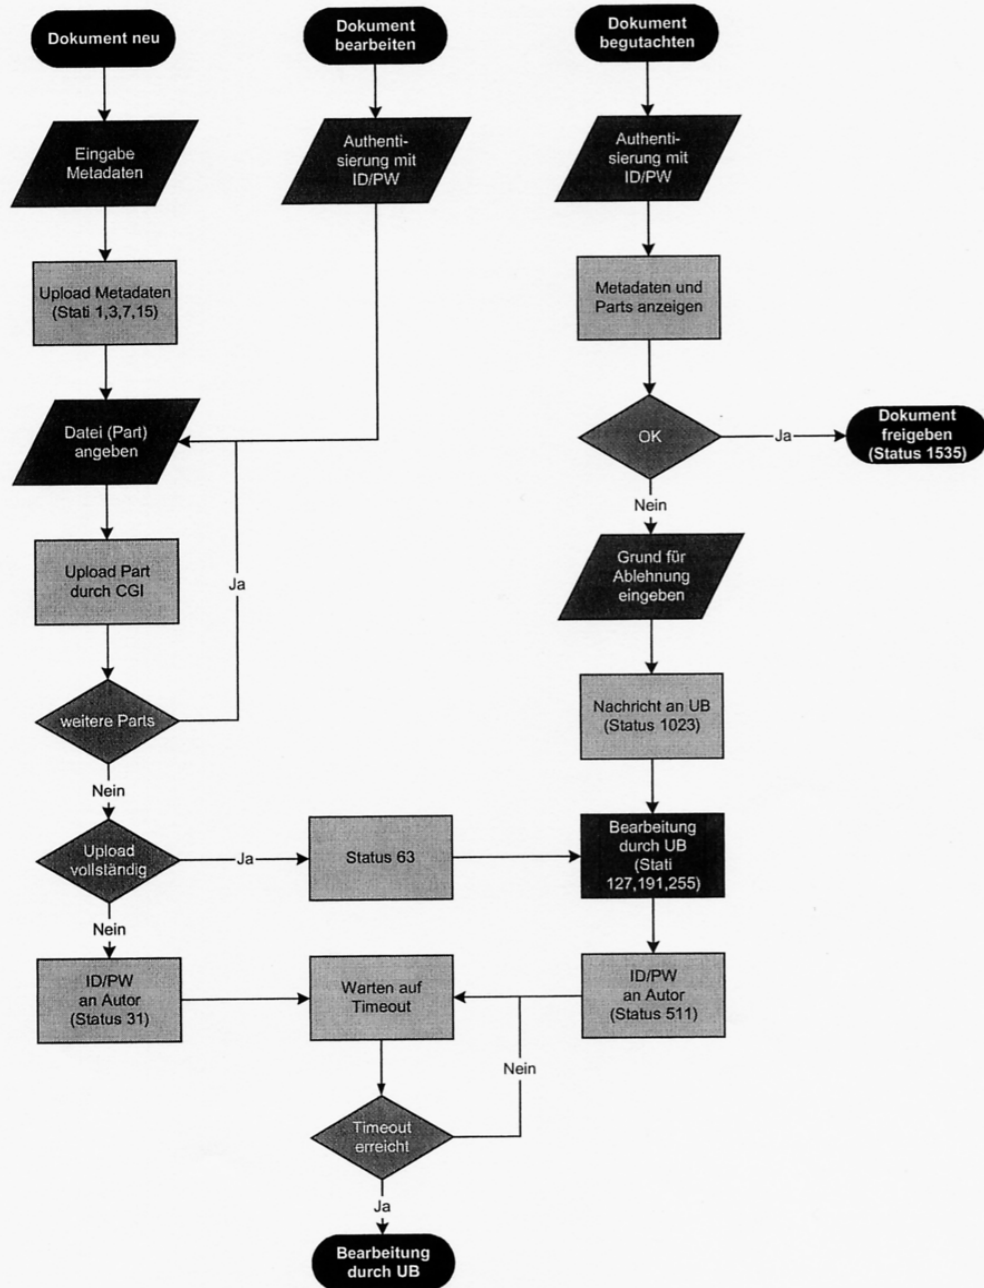 Dokument neu
Dokument
bearbeiten
Dokument
begutachten
Eingabe
Metadaten
Authenti-
sierung mit
ID/PW
Authenti-
sierung mit
ID/PW
Upload Metadaten
(Stati 1,3,7,15)
Metadaten und
Parts anzeigen
Datei (Part)
angeben
OK
Ja
Dokument
freigeben
(Status 1535)
Nein
Upload Part
durch CGI
Ja
Grund für
Ablehnung
eingeben
weitere Parts
Nachricht an UB
(Status 1023)
Nein
Upload
vollständig
Ja
Status 63
Bearbeitung
durch UB
(Stati
127,191,255)
Nein
ID/PW
an Autor
(Status 31)
Warten auf
Timeout
ID/PW
an Autor
(Status 511)
Nein
Timeout
erreicht
Ja
Bearbeitung
durch UB